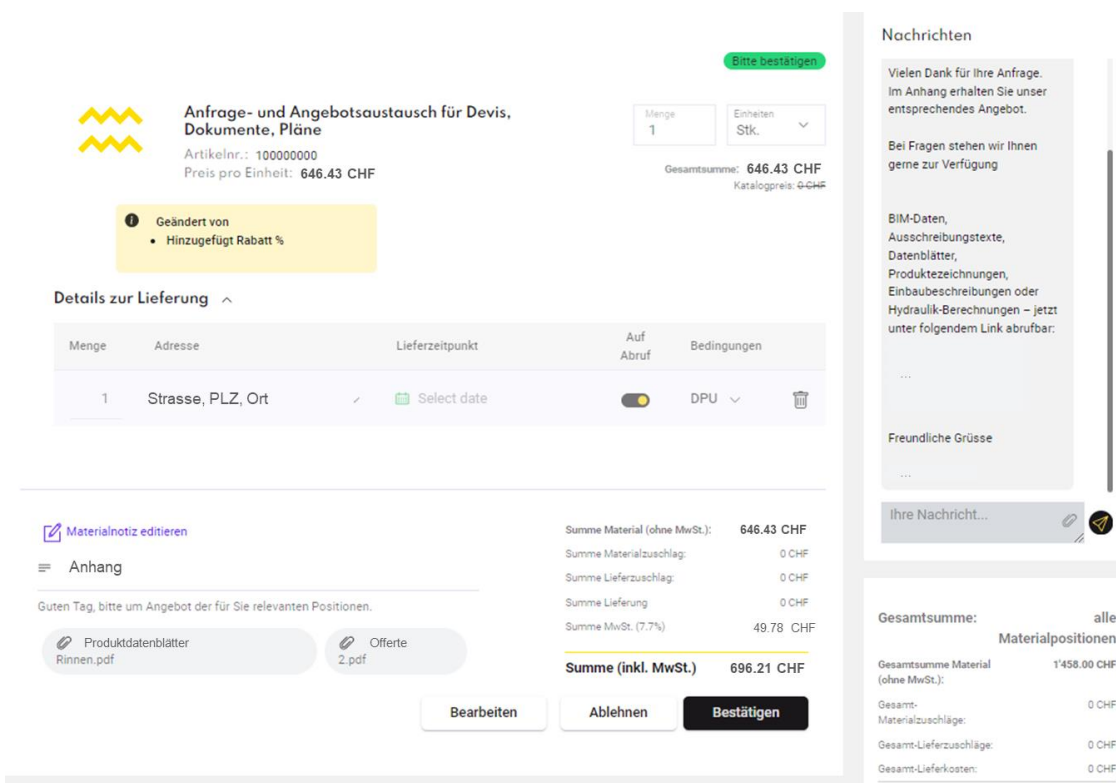 Bitte bestätigen
Anfrage- und Angebotsaustausch für Devis,
Dokumente, Pläne
Artikelnr.: 100000000
Preis pro Einheit: 646.43 CHF
Menge
1
Einheiten
Stk.
Gesamtsumme: 646.43 CHF
Katalogpreis: 0 CHF
Geändert von
• Hinzugefügt Rabatt %
Details zur Lieferung
Menge Adresse Lieferzeitpunkt Auf Abruf Bedingungen
1 Strasse, PLZ, Ort Select date DPU
Materialnotiz editieren
Anhang
Guten Tag, bitte um Angebot der für Sie relevanten Positionen.
Produktdatenblätter
Rinnen.pdf
Offerte
2.pdf
Summe Material (ohne MwSt.): 646.43 CHF
Summe Materialzuschlag: 0 CHF
Summe Lieferzuschlag: 0 CHF
Summe Lieferung 0 CHF
Summe MwSt. (7.7%) 49.78 CHF
Summe (inkl. MwSt.) 696.21 CHF
Bearbeiten Ablehnen Bestätigen
Nachrichten
Vielen Dank für Ihre Anfrage.
Im Anhang erhalten Sie unser
entsprechendes Angebot.
Bei Fragen stehen wir Ihnen
gerne zur Verfügung
BIM-Daten,
Ausschreibungstexte,
Datenblätter,
Produktezeichnungen,
Einbaubeschreibungen oder
Hydraulik-Berechnungen – jetzt
unter folgendem Link abrufbar:
...
Freundliche Grüsse
...
Ihre Nachricht...
Gesamtsumme: alle
Materialpositionen
Gesamtsumme Material 1'458.00 CHF
(ohne MwSt.):
Gesamt- 0 CHF
Materialzuschläge:
Gesamt-Lieferzuschläge: 0 CHF
Gesamt-Lieferkosten: 0 CHF